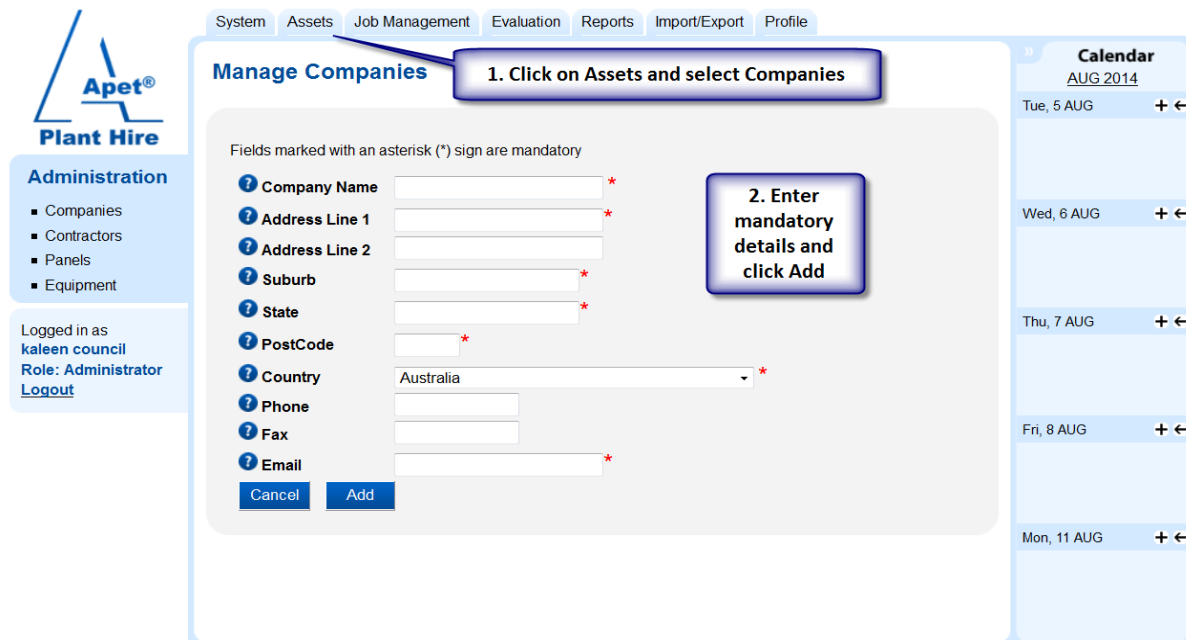 System Assets Job Management Evaluation Reports Import/Export Profile
Apet®
Plant Hire
Administration
Companies
Contractors
Panels
Equipment
Logged in as
kaleen council
Role: Administrator
Logout
Manage Companies
1. Click on Assets and select Companies
Fields marked with an asterisk (*) sign are mandatory
? Company Name *
? Address Line 1 *
? Address Line 2
? Suburb *
? State *
? PostCode *
? Country Australia *
? Phone
? Fax
? Email *
Cancel Add
2. Enter
mandatory
details and
click Add
» Calendar
AUG 2014
Tue, 5 AUG
Wed, 6 AUG
Thu, 7 AUG
Fri, 8 AUG
Mon, 11 AUG